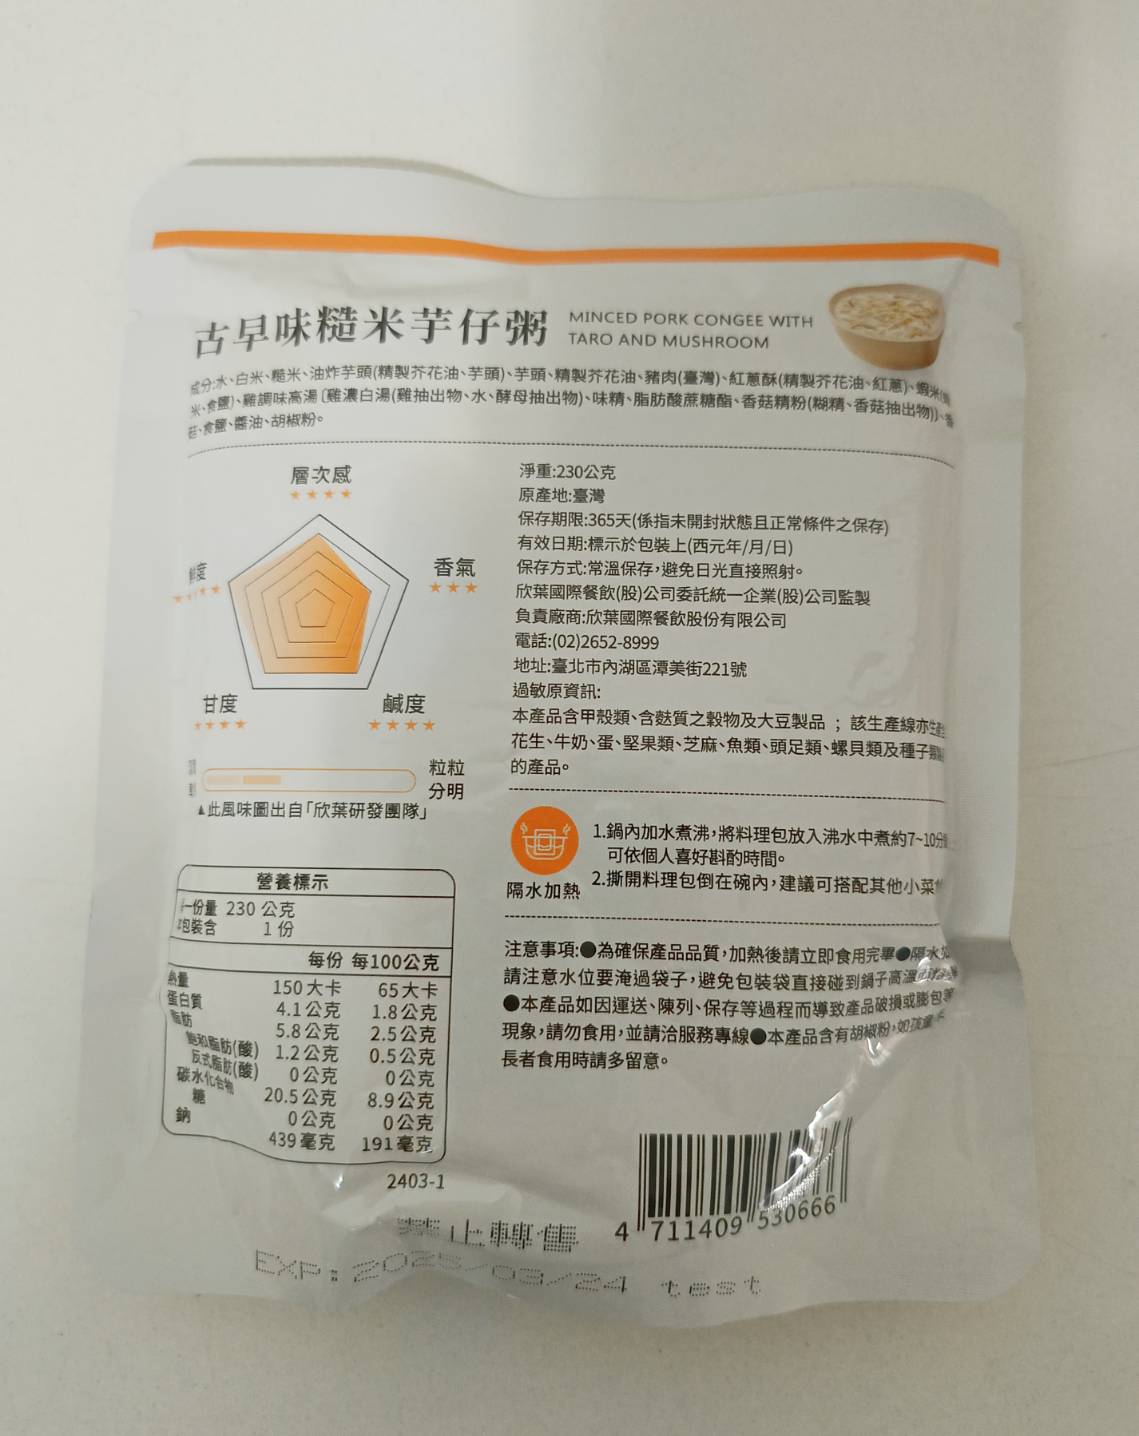 古早味糙米芋仔粥
MINCED PORK CONGEE WITH
TARO AND MUSHROOM
成分:水、白米、糙米、油炸芋頭(精製芥花油、芋頭)、芋頭、精製芥花油、豬肉(臺灣)、紅蔥酥(精製芥花油、紅蔥)、蝦米
米、食鹽)、雞調味高湯〔雞濃白湯(雞抽出物、水、酵母抽出物)、味精、脂肪酸蔗糖酯、香菇精粉(糊精、香菇抽出物)〕、香
菇、食鹽、醬油、胡椒粉。
層次感
★★★★
鮮度
★★★★
香氣
★★★
甘度
★★★★
鹹度
★★★★
粒粒
分明
▲此風味圖出自「欣葉研發團隊」
淨重:230公克
原產地:臺灣
保存期限:365天(係指未開封狀態且正常條件之保存)
有效日期:標示於包裝上(西元年/月/日)
保存方式:常溫保存,避免日光直接照射。
欣葉國際餐飲(股)公司委託統一企業(股)公司監製
負責廠商:欣葉國際餐飲股份有限公司
電話:(02)2652-8999
地址:臺北市內湖區潭美街221號
過敏原資訊:
本產品含甲殼類、含麩質之穀物及大豆製品 ; 該生產線亦生產
花生、牛奶、蛋、堅果類、芝麻、魚類、頭足類、螺貝類及種子類
的產品。
隔水加熱
1.鍋內加水煮沸,將料理包放入沸水中煮約7~10分
可依個人喜好斟酌時間。
2.撕開料理包倒在碗內,建議可搭配其他小菜
注意事項:●為確保產品品質,加熱後請立即食用完畢●隔水加
請注意水位要淹過袋子,避免包裝袋直接碰到鍋子高溫
●本產品如因運送、陳列、保存等過程而導致產品破損或膨包等
現象,請勿食用,並請洽服務專線●本產品含有胡椒粉,如孩童
長者食用時請多留意。
營養標示
一份量 230 公克
包裝含 1 份
每份 每100公克
熱量 150 大卡 65 大卡
蛋白質 4.1 公克 1.8 公克
脂肪 5.8 公克 2.5 公克
飽和脂肪(酸) 1.2 公克 0.5 公克
反式脂肪(酸) 0 公克 0 公克
碳水化合物 20.5 公克 8.9 公克
糖 0 公克 0 公克
鈉 439 毫克 191 毫克
2403-1
禁止轉售
4 711409 530666
EXP: 2025/03/24 test